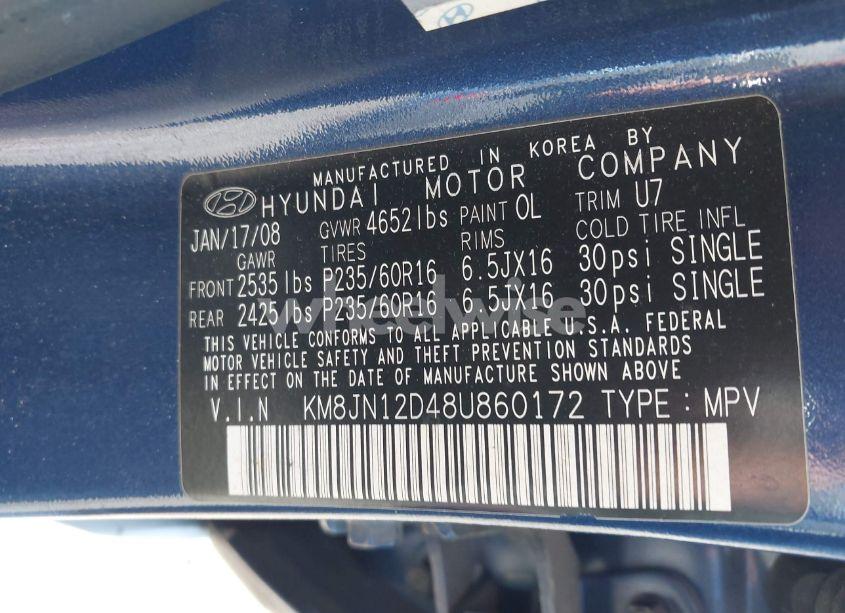 MANUFACTURED IN KOREA BY
HYUNDAI MOTOR COMPANY
JAN/17/08 GVWR 4652lbs PAINT OL TRIM U7
GAWR TIRES RIMS COLD TIRE INFL
FRONT 2535lbs P235/60R16 6.5JX16 30psi SINGLE
REAR 2425lbs P235/60R16 6.5JX16 30psi SINGLE
wheelwise
THIS VEHICLE CONFORMS TO ALL APPLICABLE U.S.A. FEDERAL
MOTOR VEHICLE SAFETY AND THEFT PREVENTION STANDARDS
IN EFFECT ON THE DATE OF MANUFACTURE SHOWN ABOVE
V.I.N KM8JN12D48U860172 TYPE : MPV